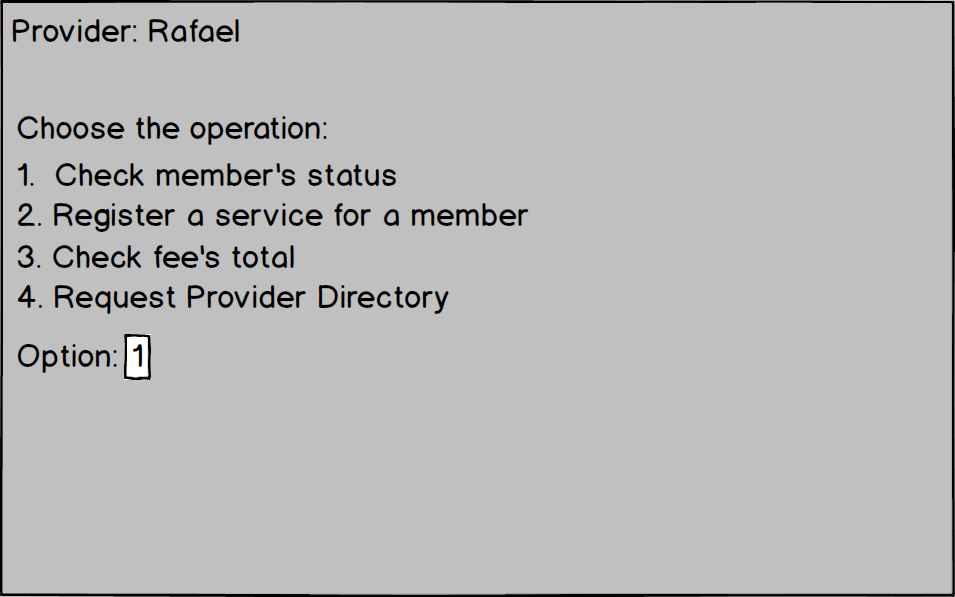 Provider: Rafael
Choose the operation:
1. Check member's status
2. Register a service for a member
3. Check fee's total
4. Request Provider Directory
Option: 1